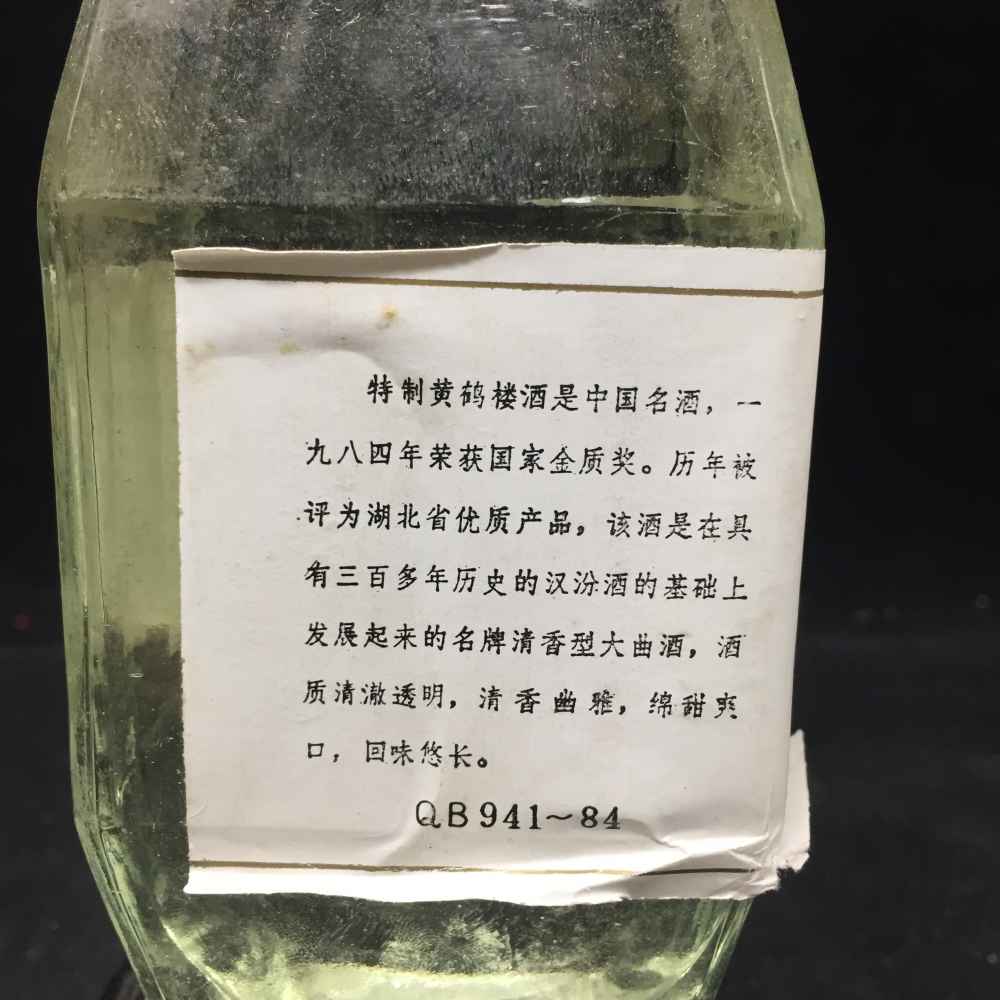 特制黄鹤楼酒是中国名酒，一
九八四年荣获国家金质奖。历年被
评为湖北省优质产品，该酒是在具
有三百多年历史的汉汾酒的基础上
发展起来的名牌清香型大曲酒，酒
质清澈透明，清香幽雅，绵甜爽
口，回味悠长。
QB941～84